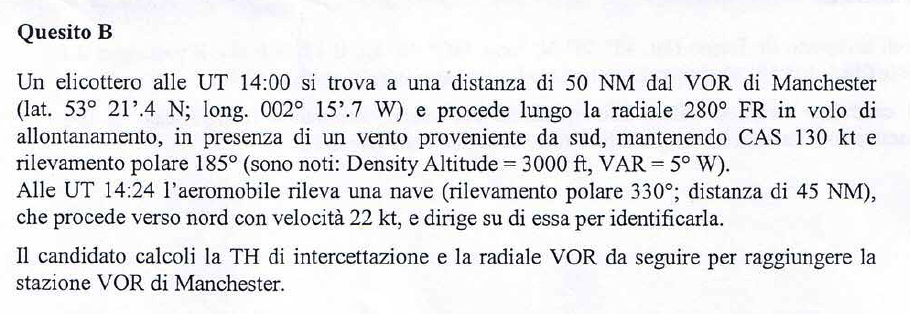 Quesito B
Un elicottero alle UT 14:00 si trova a una distanza di 50 NM dal VOR di Manchester
(lat. 53° 21’.4 N; long. 002° 15’.7 W) e procede lungo la radiale 280° FR in volo di
allontanamento, in presenza di un vento proveniente da sud, mantenendo CAS 130 kt e
rilevamento polare 185° (sono noti: Density Altitude = 3000 ft, VAR = 5° W).
Alle UT 14:24 l’aeromobile rileva una nave (rilevamento polare 330°; distanza di 45 NM),
che procede verso nord con velocità 22 kt, e dirige su di essa per identificarla.
Il candidato calcoli la TH di intercettazione e la radiale VOR da seguire per raggiungere la
stazione VOR di Manchester.